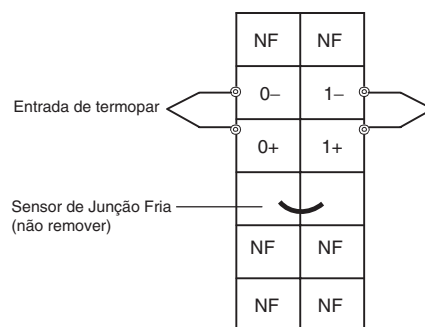 NF NF
Entrada de termopar
0– 1–
0+ 1+
Sensor de Junção Fria
(não remover)
NF NF
NF NF